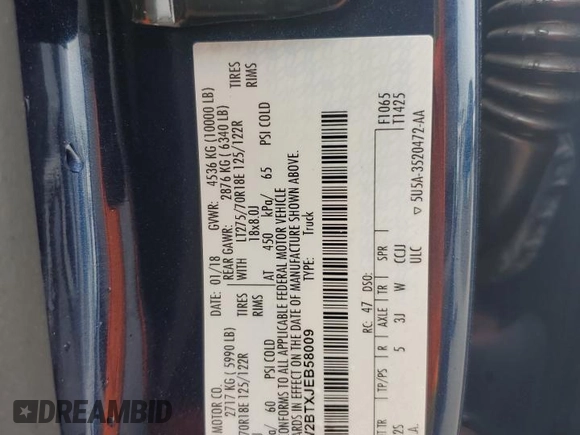 MOTOR CO.
DATE: 01/18 GVWR: 4536 KG (10000 LB)
2717 KG ( 5990 LB) REAR GAWR: 2876 KG ( 6340 LB)
70R18E 125/122R TIRES WITH LT275/70R18E 125/122R TIRES
RIMS 18x8.0J RIMS
kPa/ 60 PSI COLD AT 450 kPa/ 65 PSI COLD
CONFORMS TO ALL APPLICABLE FEDERAL MOTOR VEHICLE
IN EFFECT ON THE DATE OF MANUFACTURE SHOWN ABOVE.
W2B1XJEB58009 TYPE: Truck
RC: 47 DSO: F1065
T1425
TP/PS R AXLE TR SPR
5 3J W CCJJ
ULC
▽ 5U5A-3520472-AA
DREAMBID